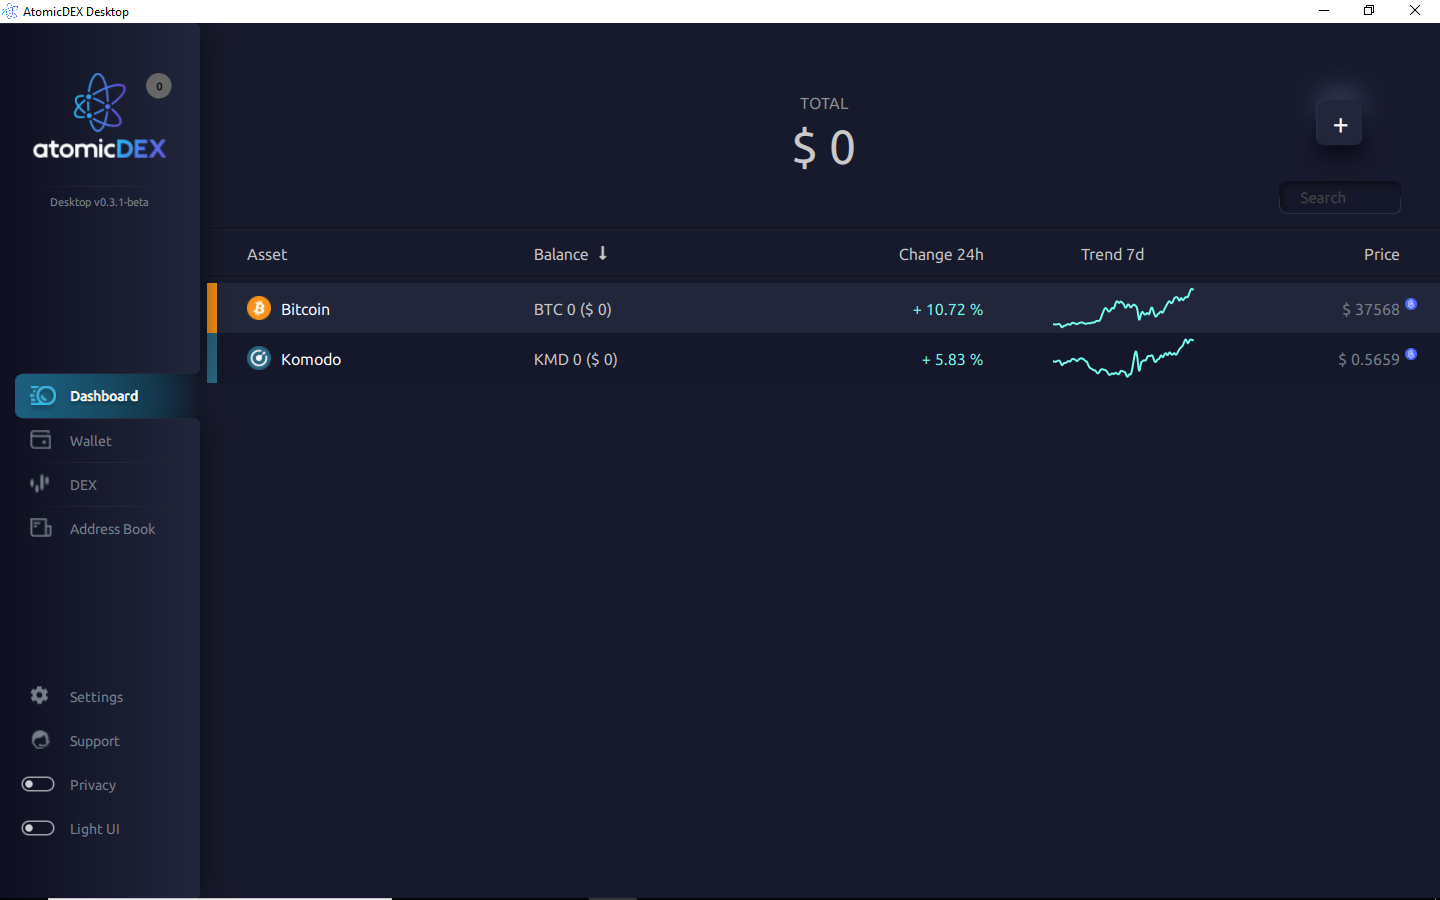 AtomicDEX Desktop
0
atomicDEX
Desktop v0.3.1-beta
TOTAL
$ 0
+
Search
Asset Balance Change 24h Trend 7d Price
Bitcoin BTC 0 ($ 0) + 10.72 % $ 37568
Komodo KMD 0 ($ 0) + 5.83 % $ 0.5659
Dashboard
Wallet
DEX
Address Book
Settings
Support
Privacy
Light UI